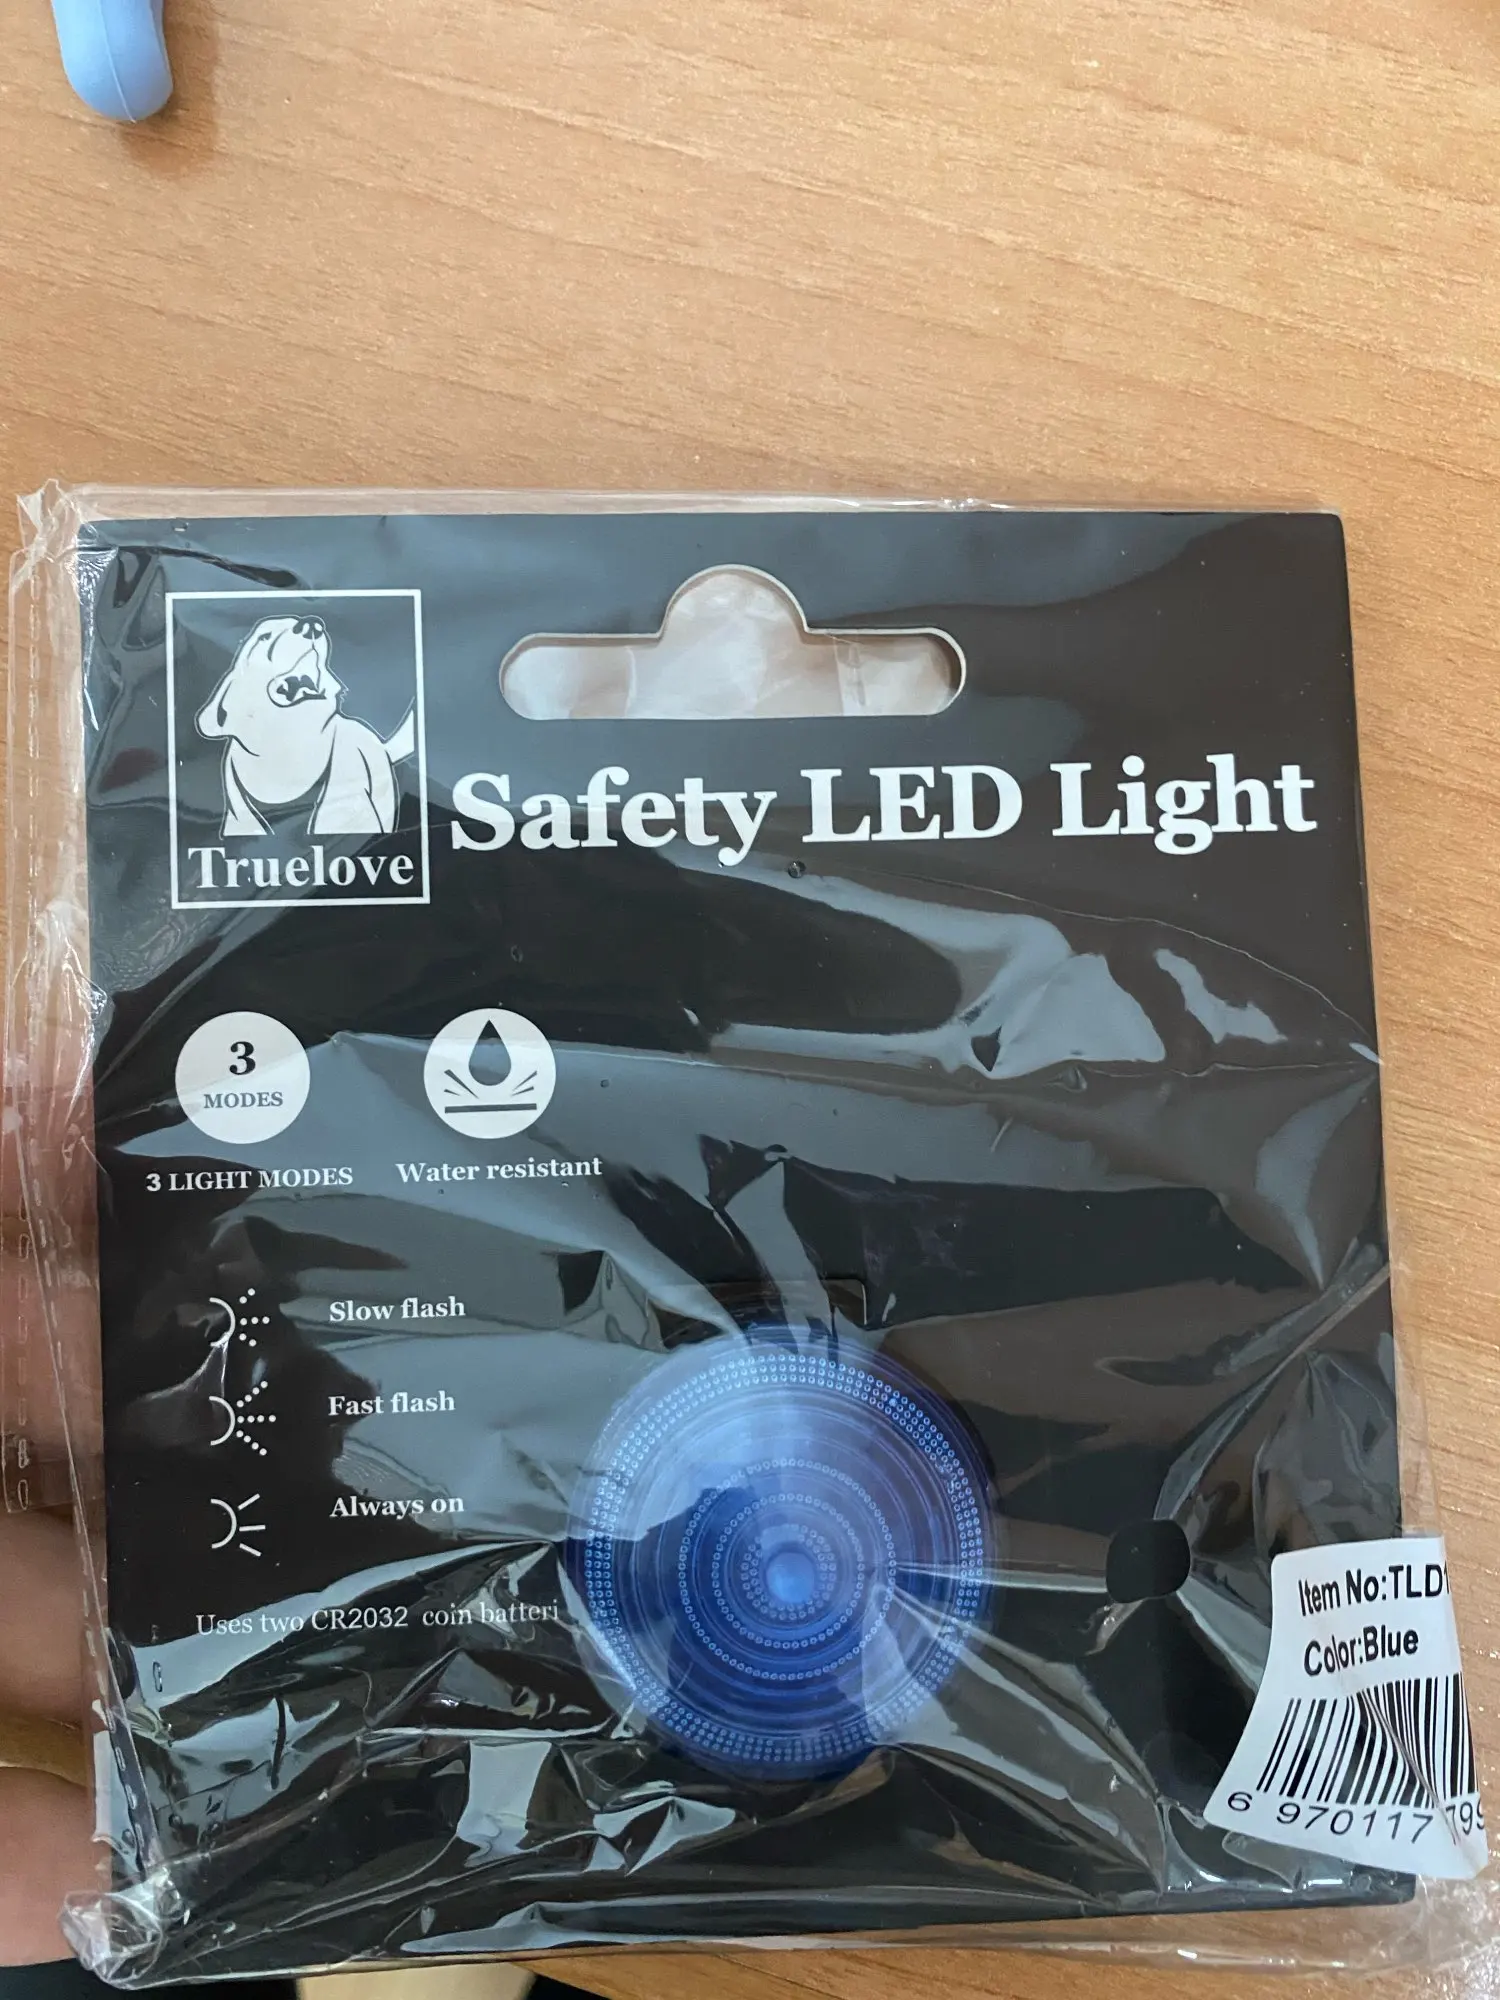 Truelove
Safety LED Light
3
MODES
3 LIGHT MODES
Water resistant
Slow flash
Fast flash
Always on
Uses two CR2032 coin batteri
Item No:TLD1
Color:Blue
6 970117 799